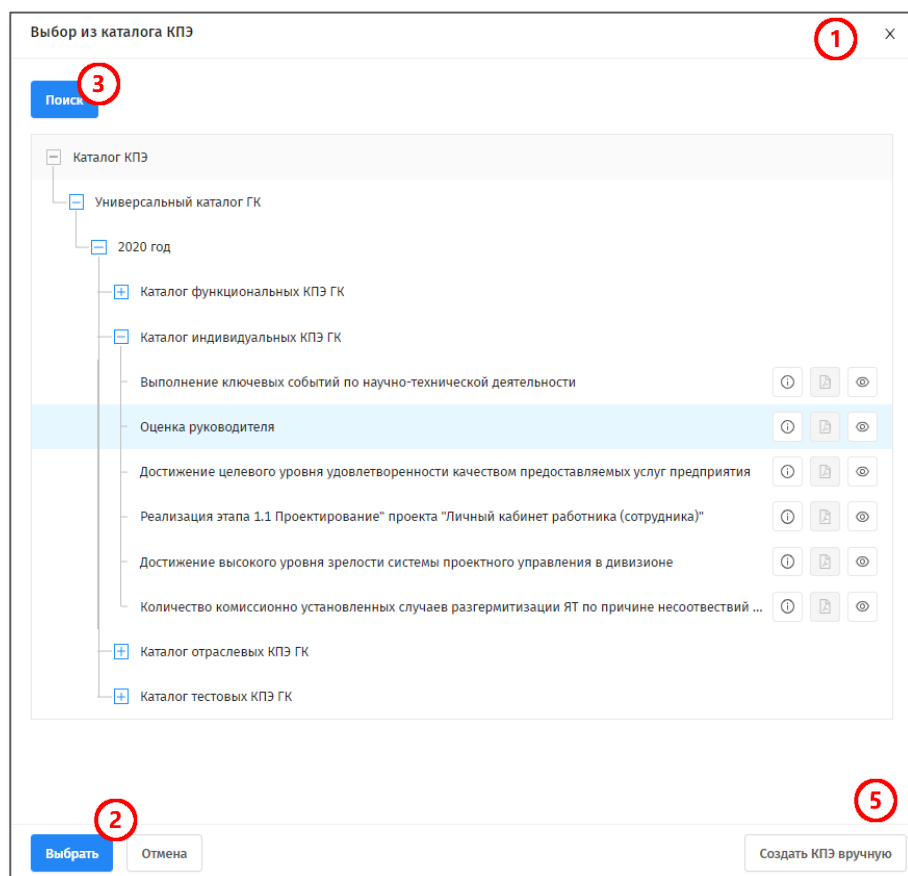 Выбор из каталога КПЭ
1
X
3
Поиск
Каталог КПЭ
Универсальный каталог ГК
2020 год
Каталог функциональных КПЭ ГК
Каталог индивидуальных КПЭ ГК
Выполнение ключевых событий по научно-технической деятельности
Оценка руководителя
Достижение целевого уровня удовлетворенности качеством предоставляемых услуг предприятия
Реализация этапа 1.1 Проектирование" проекта "Личный кабинет работника (сотрудника)"
Достижение высокого уровня зрелости системы проектного управления в дивизионе
Количество комиссионно установленных случаев разгермитизации ЯТ по причине несоотвествий ...
Каталог отраслевых КПЭ ГК
Каталог тестовых КПЭ ГК
5
2
Выбрать Отмена Создать КПЭ вручную